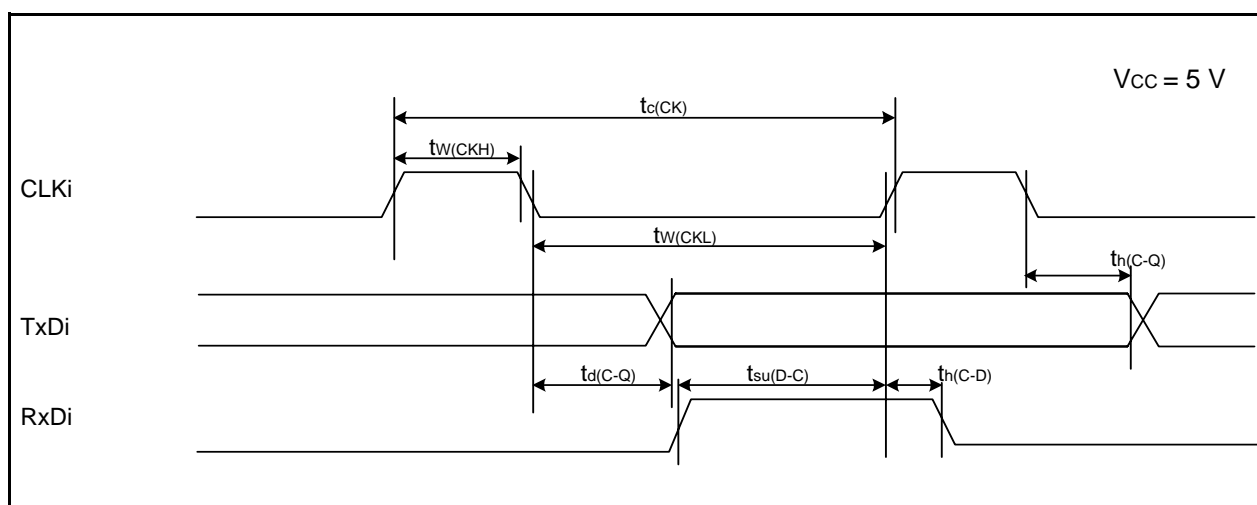 VCC = 5 V
tc(CK)
tW(CKH)
CLKi
tW(CKL)
th(C-Q)
TxDi
td(C-Q)
tsu(D-C)
th(C-D)
RxDi